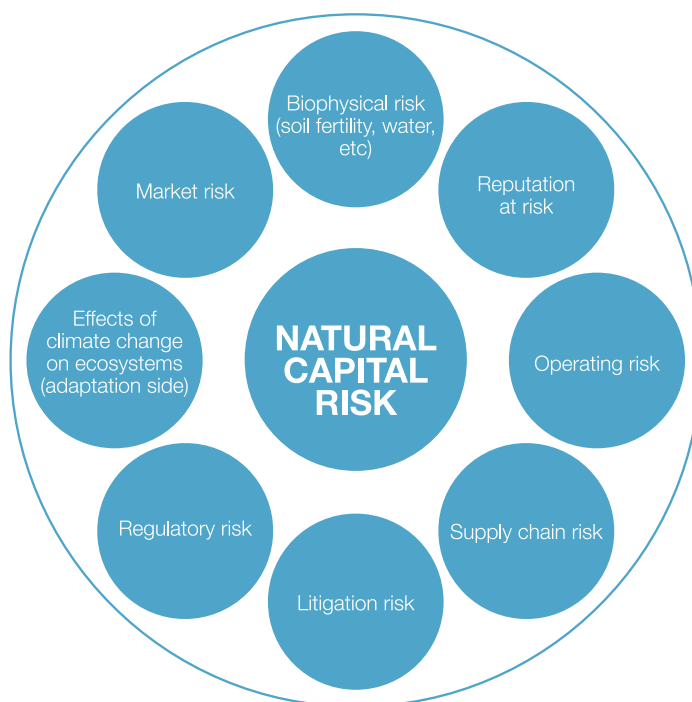 Biophysical risk
(soil fertility, water,
etc)
Reputation
at risk
Market risk
Effects of
climate change
on ecosystems
(adaptation side)
NATURAL
CAPITAL
RISK
Operating risk
Regulatory risk
Supply chain risk
Litigation risk